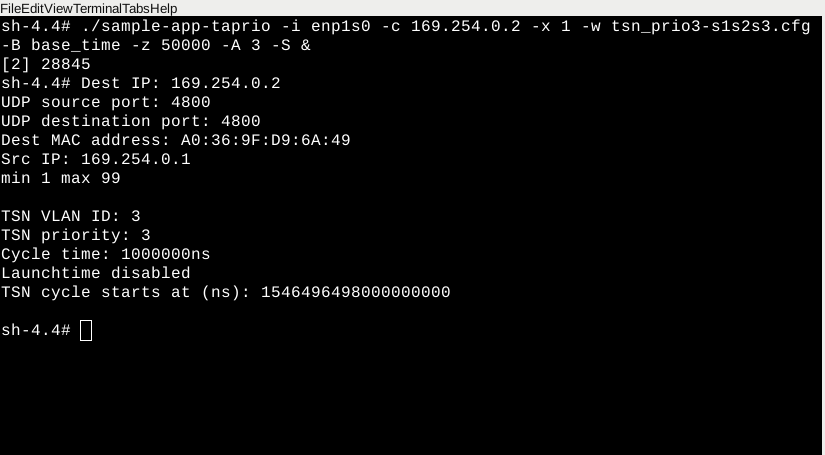 FileEditViewTerminalTabsHelp
sh-4.4# ./sample-app-taprio -i enp1s0 -c 169.254.0.2 -x 1 -w tsn_prio3-s1s2s3.cfg
-B base_time -z 50000 -A 3 -S &
[2] 28845
sh-4.4# Dest IP: 169.254.0.2
UDP source port: 4800
UDP destination port: 4800
Dest MAC address: A0:36:9F:D9:6A:49
Src IP: 169.254.0.1
min 1 max 99
TSN VLAN ID: 3
TSN priority: 3
Cycle time: 1000000ns
Launchtime disabled
TSN cycle starts at (ns): 1546496498000000000
sh-4.4#